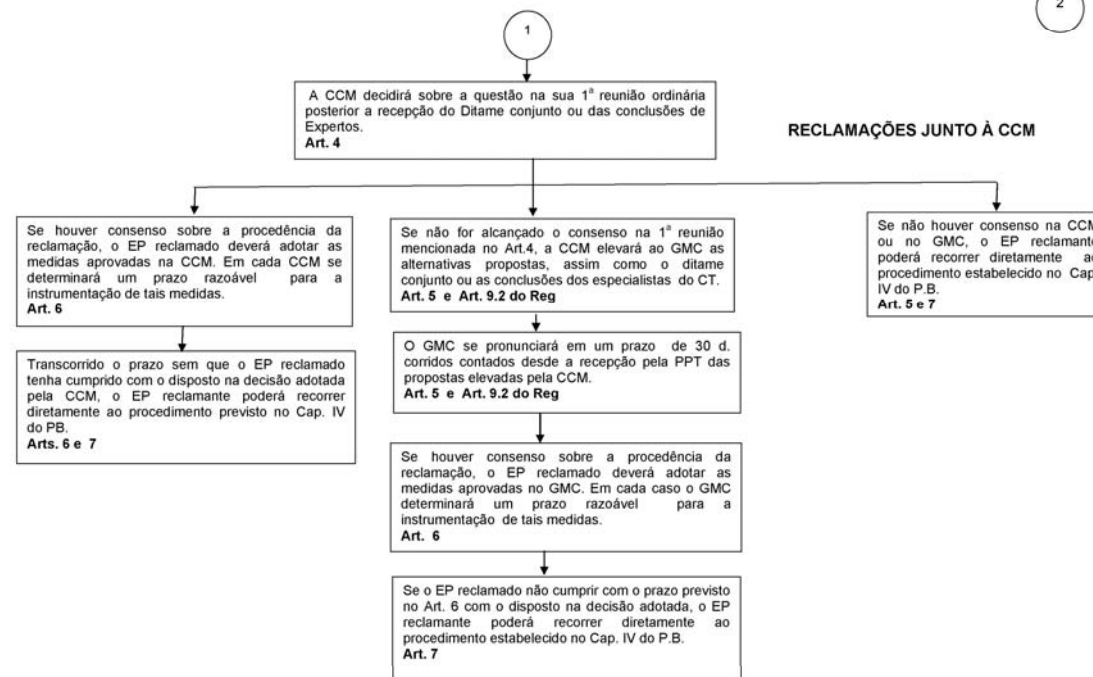 2
1
A CCM decidirá sobre a questão na sua 1ª reunião ordinária
posterior a recepção do Ditame conjunto ou das conclusões de
Expertos.
Art. 4
RECLAMAÇÕES JUNTO À CCM
Se houver consenso sobre a procedência da
reclamação, o EP reclamado deverá adotar as
medidas aprovadas na CCM. Em cada CCM se
determinará um prazo razoável para a
instrumentação de tais medidas.
Art. 6
Transcorrido o prazo sem que o EP reclamado
tenha cumprido com o disposto na decisão adotada
pela CCM, o EP reclamante poderá recorrer
diretamente ao procedimento previsto no Cap. IV
do PB.
Arts. 6 e 7
Se não for alcançado o consenso na 1ª reunião
mencionada no Art.4, a CCM elevará ao GMC as
alternativas propostas, assim como o ditame
conjunto ou as conclusões dos especialistas do CT.
Art. 5 e Art. 9.2 do Reg
O GMC se pronunciará em um prazo de 30 d.
corridos contados desde a recepção pela PPT das
propostas elevadas pela CCM.
Art. 5 e Art. 9.2 do Reg
Se houver consenso sobre a procedência da
reclamação, o EP reclamado deverá adotar as
medidas aprovadas no GMC. Em cada caso o GMC
determinará um prazo razoável para a
instrumentação de tais medidas.
Art. 6
Se o EP reclamado não cumprir com o prazo previsto
no Art. 6 com o disposto na decisão adotada, o EP
reclamante poderá recorrer diretamente ao
procedimento estabelecido no Cap. IV do P.B.
Art. 7
Se não houver consenso na CCM
ou no GMC, o EP reclamante
poderá recorrer diretamente ao
procedimento estabelecido no Cap
IV do P.B.
Art. 5 e 7